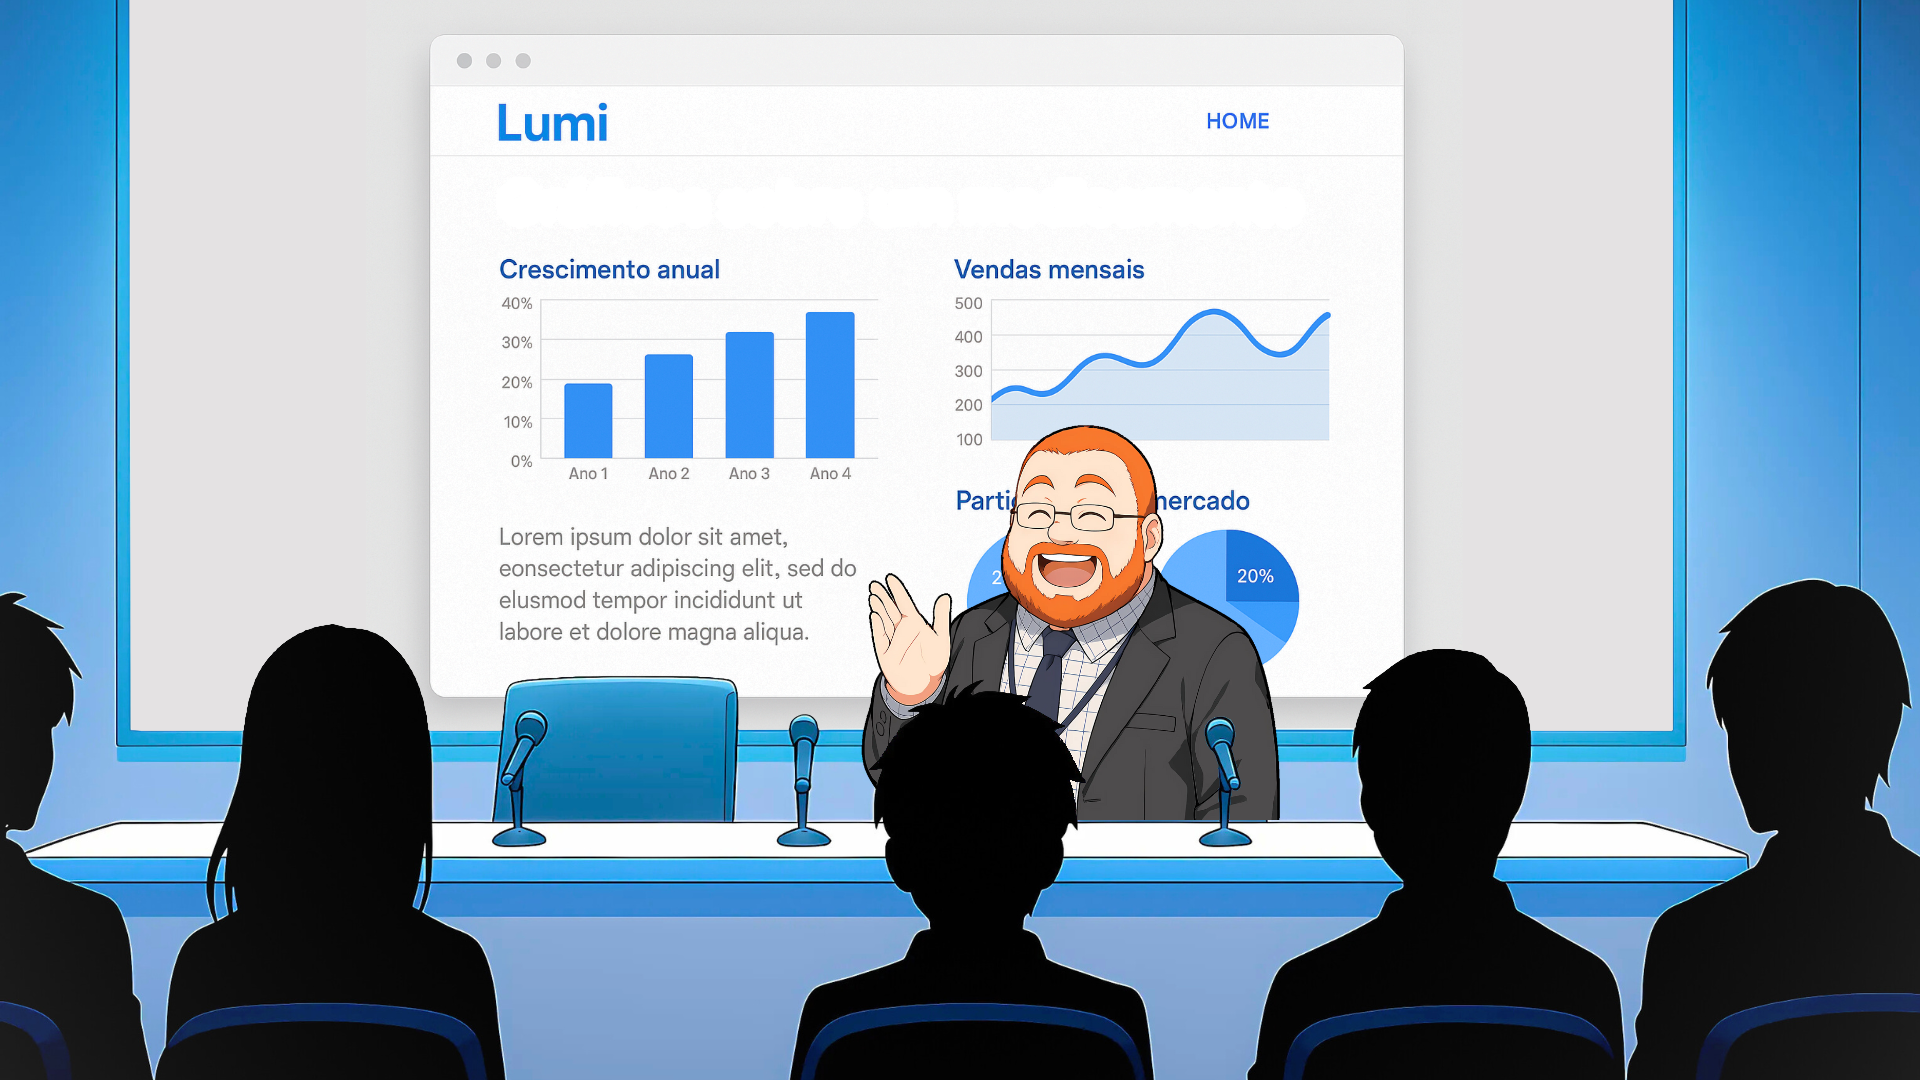 Lumi
HOME
Crescimento anual
40%
30%
20%
10%
0%
Ano 1 Ano 2 Ano 3 Ano 4
Vendas mensais
500
400
300
200
100
Lorem ipsum dolor sit amet,
eonsectetur adipiscing elit, sed do
elusmod tempor incididunt ut
labore et dolore magna aliqua.
20%